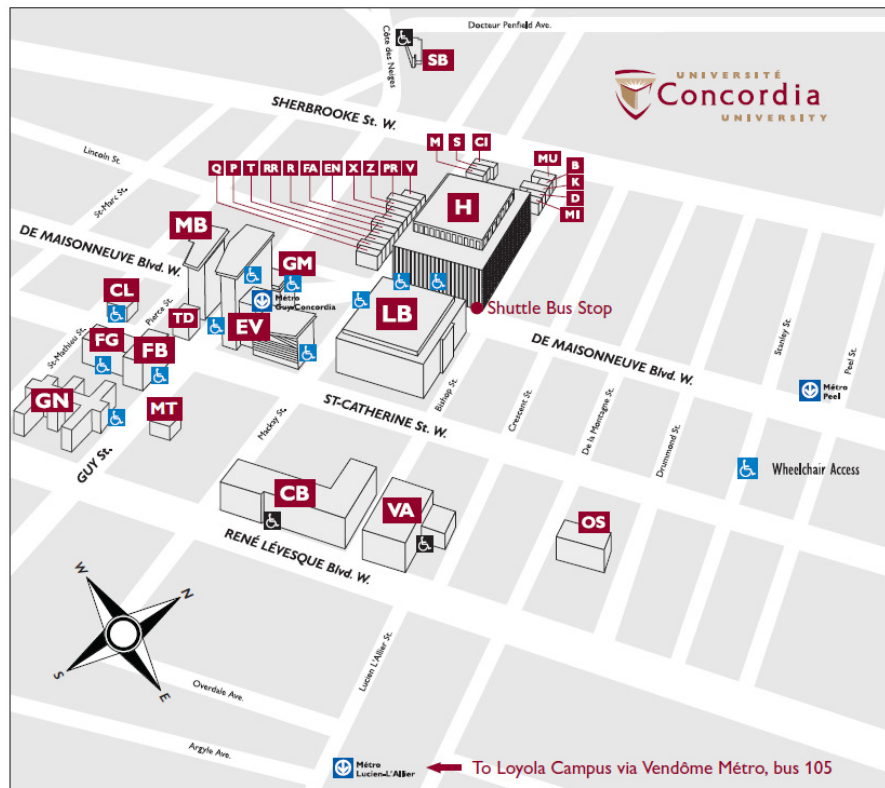 Docteur Penfield Ave.
Côte des Neiges
SB
UNIVERSITÉ
Concordia
UNIVERSITY
SHERBROOKE St. W.
M
S
CI
MU
B
K
D
MI
Lincoln St.
Q
P
T
RR
R
FA
EN
X
Z
PR
V
H
St-Marc St.
MB
DE MAISONNEUVE Blvd. W.
GM
Métro
Guy/Concordia
CL
Pierce St.
TD
EV
LB
Shuttle Bus Stop
St-Mathieu St.
FG
FB
DE MAISONNEUVE Blvd. W.
Stanley St.
Peel St.
Métro
Peel
GN
MT
ST-CATHERINE St. W.
Bishop St.
Crescent St.
De la Montagne St.
Drummond St.
Mackay St.
GUY St.
Wheelchair Access
CB
VA
OS
RENÉ LÉVESQUE Blvd. W.
W
N
S
E
Lucien L'Allier St.
Overdale Ave.
Argyle Ave.
Métro
Lucien-L'Allier
To Loyola Campus via Vendôme Métro, bus 105